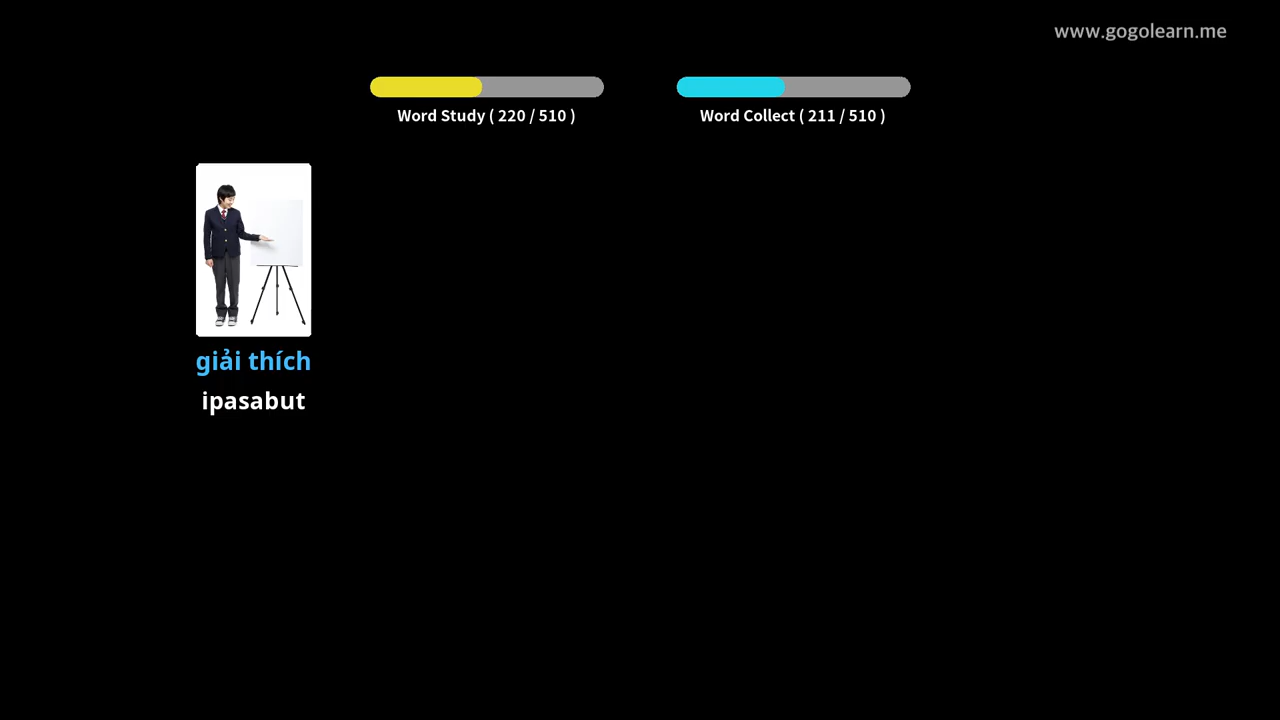 www.gogolearn.me
Word Study ( 220 / 510 )
Word Collect ( 211 / 510 )
giải thích
ipasabut